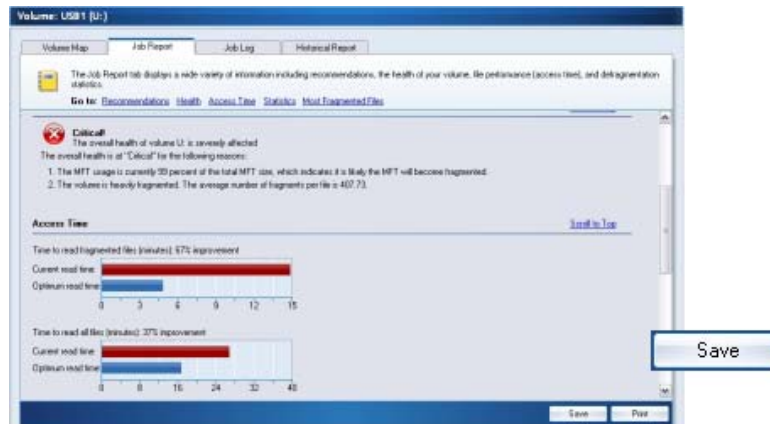 Volume: USB1 (U:)
Volume Map Job Report Job Log Historical Report
The Job Report tab displays a wide variety of information including recommendations, the health of your volume, file performance (access time), and defragmentation
statistics.
Go to: Recommendations Health Access Time Statistics Most Fragmented Files
Critical!
The overall health of volume U: is severely affected
The overall health is at "Critical" for the following reasons:
1. The MFT usage is currently 99 percent of the total MFT size, which indicates it is likely the MFT will become fragmented.
2. The volume is heavily fragmented. The average number of fragments per file is 407.73.
Access Time Scroll to Top
Time to read fragmented files (minutes): 67% improvement
Current read time
Optimum read time
0 3 6 9 12 15
Time to read all files (minutes): 37% improvement
Current read time
Optimum read time
0 8 16 24 32 40
Save
Save Print